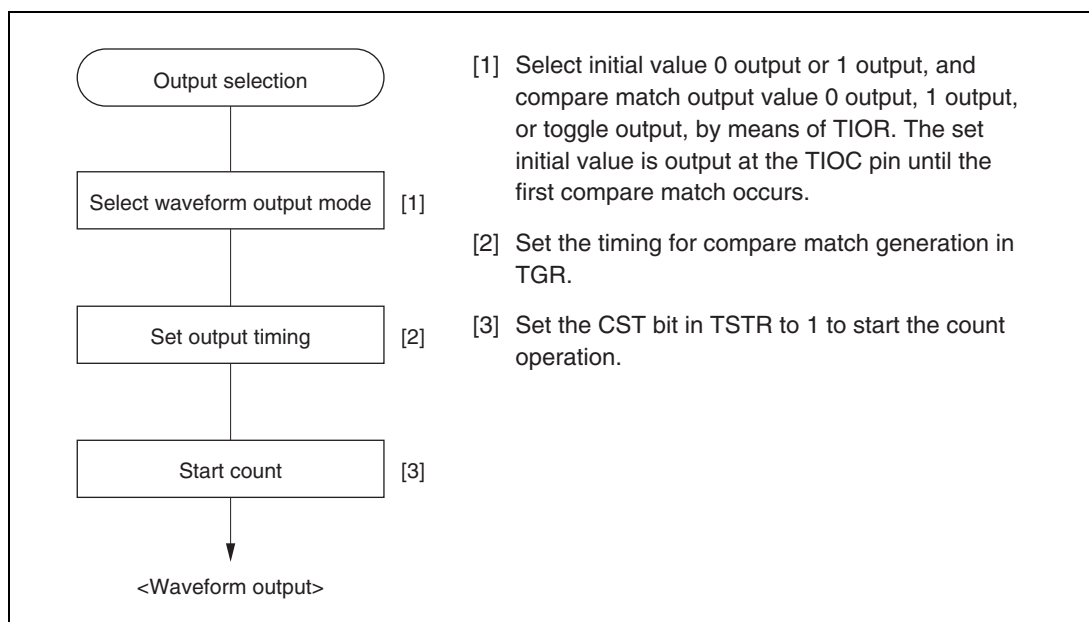 Output selection
Select waveform output mode [1]
Set output timing [2]
Start count [3]
<Waveform output>
[1] Select initial value 0 output or 1 output, and
compare match output value 0 output, 1 output,
or toggle output, by means of TIOR. The set
initial value is output at the TIOC pin until the
first compare match occurs.
[2] Set the timing for compare match generation in
TGR.
[3] Set the CST bit in TSTR to 1 to start the count
operation.